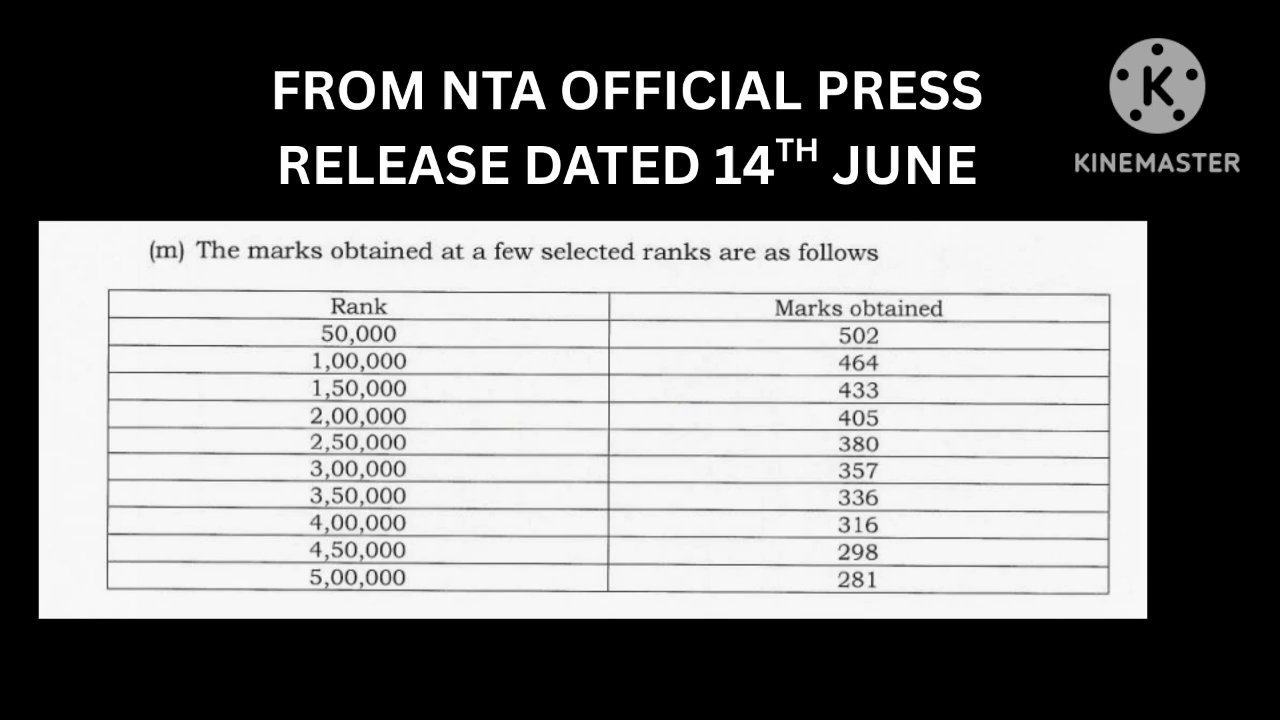 FROM NTA OFFICIAL PRESS
RELEASE DATED 14TH JUNE
K
KINEMASTER
(m) The marks obtained at a few selected ranks are as follows
Rank Marks obtained
50,000 502
1,00,000 464
1,50,000 433
2,00,000 405
2,50,000 380
3,00,000 357
3,50,000 336
4,00,000 316
4,50,000 298
5,00,000 281